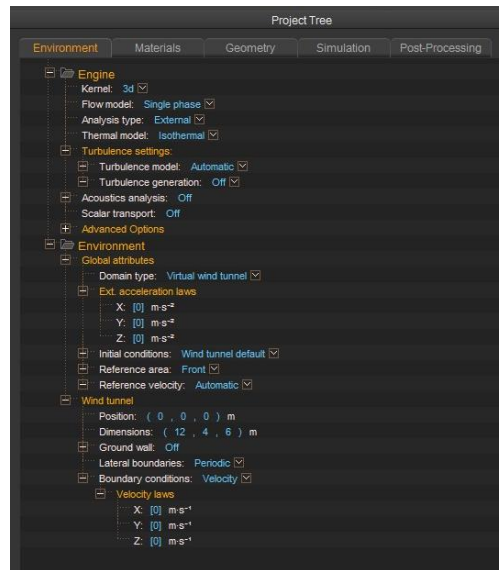 Project Tree
Environment Materials Geometry Simulation Post-Processing
Engine
Kernel: 3d
Flow model: Single phase
Analysis type: External
Thermal model: Isothermal
Turbulence settings:
Turbulence model: Automatic
Turbulence generation: Off
Acoustics analysis: Off
Scalar transport: Off
Advanced Options
Environment
Global attributes
Domain type: Virtual wind tunnel
Ext. acceleration laws
X: [0] m·s⁻²
Y: [0] m·s⁻²
Z: [0] m·s⁻²
Initial conditions: Wind tunnel default
Reference area: Front
Reference velocity: Automatic
Wind tunnel
Position: ( 0 , 0 , 0 ) m
Dimensions: ( 12 , 4 , 6 ) m
Ground wall: Off
Lateral boundaries: Periodic
Boundary conditions: Velocity
Velocity laws
X: [0] m·s⁻¹
Y: [0] m·s⁻¹
Z: [0] m·s⁻¹